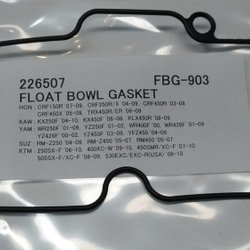 226507 FBG-903
FLOAT BOWL GASKET
HON : CRF150R '07-09, CRF250R/X '04-09, CRF450R '03-08
CRF450X '05-09, TRX450R/ER '06-09
KAW : KX250F '04-10, KX450F '06-08, KLX450R '08-09
YAM : WR250F '01-09, YZ250F '01-02, WR400F '00, WR426F '01-09
YZ426F '00-02, YZ450F '03-09, YFZ450 '04-09
SUZ : RM-Z250 '04-09, RM-Z450 '05-07, RMX450 '05-07
KTM : 250SX-F '06-10, 400XC-W '09-10, 450SMR/XC-F '07-10
505SX-F/XC-F '08-09, 530EXC/EXC-R(USA) '08-10